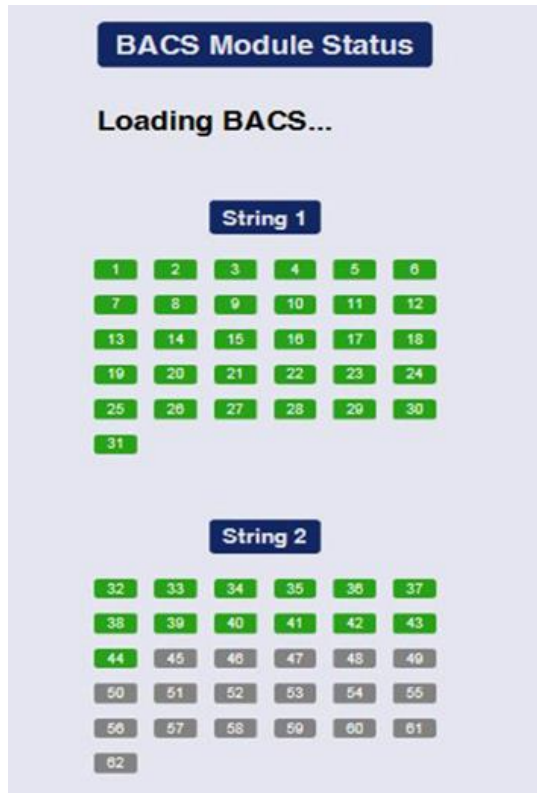 BACS Module Status
Loading BACS...
String 1
1 2 3 4 5 6
7 8 9 10 11 12
13 14 15 16 17 18
19 20 21 22 23 24
25 26 27 28 29 30
31
String 2
32 33 34 35 36 37
38 39 40 41 42 43
44 45 46 47 48 49
50 51 52 53 54 55
56 57 58 59 60 61
62